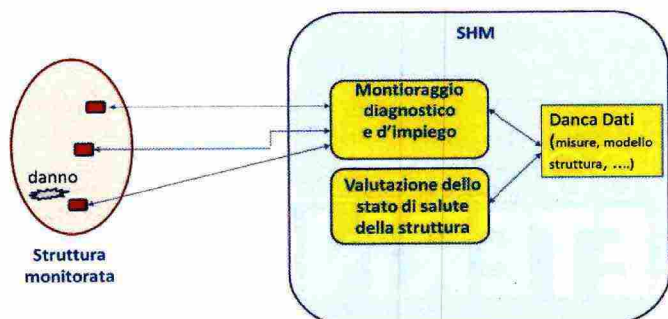 SHM
Montioraggio
diagnostico
e d'impiego
Danca Dati
(misure, modello
struttura, ....)
danno
Valutazione dello
stato di salute
della struttura
Struttura
monitorata